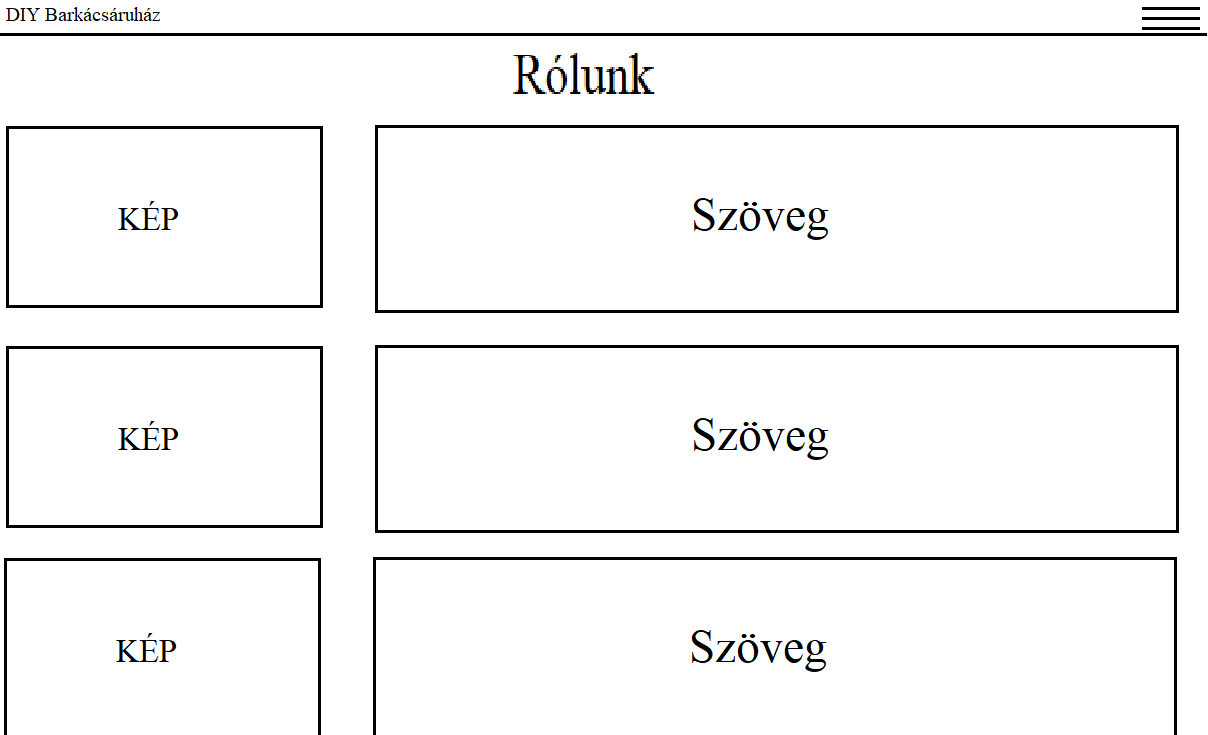 DIY Barkácsáruház
Rólunk
KÉP
Szöveg
KÉP
Szöveg
KÉP
Szöveg